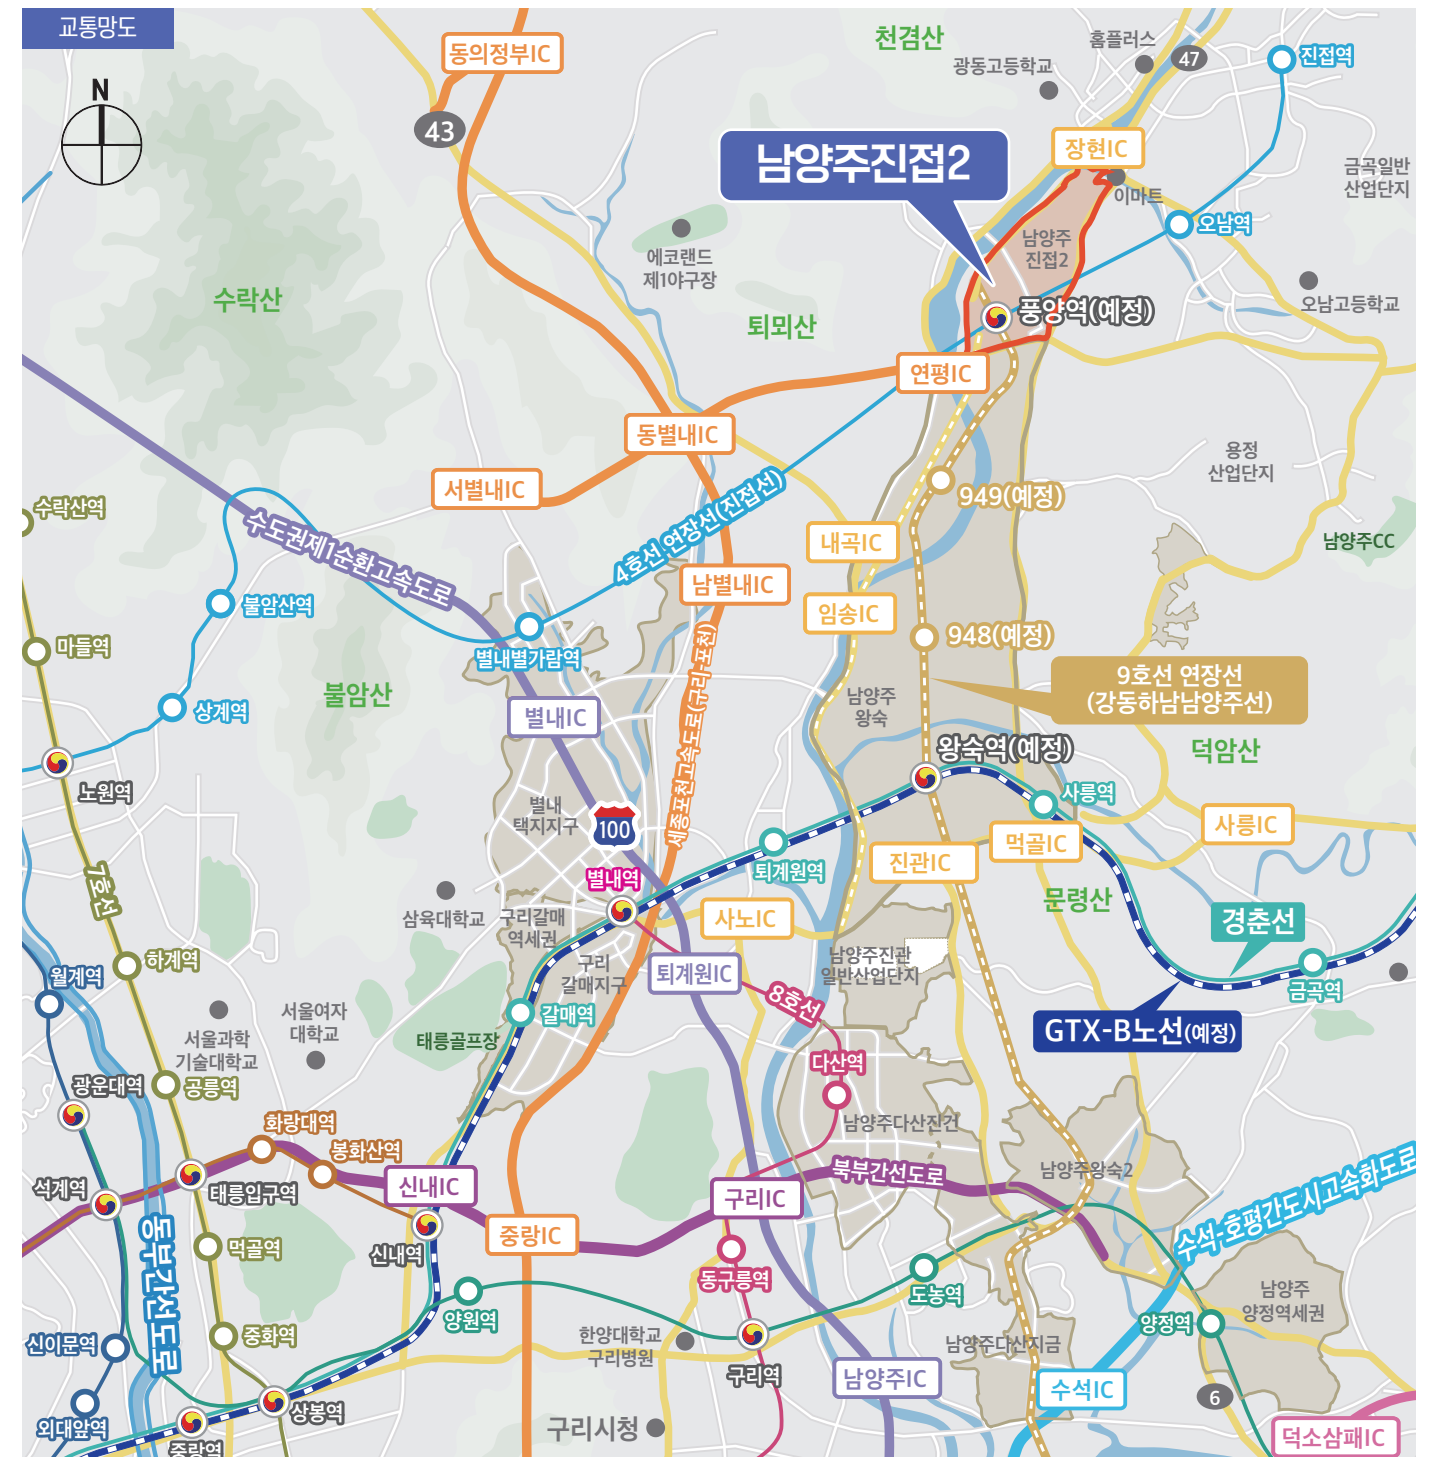 교통망도
N
동의정부IC
43
천겸산
홈플러스
47
광동고등학교
진접역
남양주진접2
장현IC
이마트
금곡일반
산업단지
오남역
에코랜드
제1야구장
남양주
진접2
수락산
퇴뫼산
풍양역(예정)
오남고등학교
연평IC
동별내IC
서별내IC
용정
산업단지
수락산역
949(예정)
수도권제1순환고속도로
4호선 연장선(진접선)
내곡IC
남양주CC
남별내IC
불암산역
임송IC
마들역
948(예정)
별내별가람역
9호선 연장선
(강동하남남양주선)
불암산
상계역
별내IC
남양주
왕숙
세종포천고속도로(구리-포천)
왕숙역(예정)
덕암산
노원역
사릉역
별내
택지지구
100
사릉IC
먹골IC
퇴계원역
진관IC
7호선
별내역
문령산
삼육대학교
구리갈매
역세권
사노IC
경춘선
하계역
월계역
구리
갈매지구
퇴계원IC
남양주진관
일반산업단지
금곡역
8호선
갈매역
GTX-B노선(예정)
서울여자
대학교
서울과학
기술대학교
태릉골프장
다산역
광운대역
공릉역
남양주다산진건
화랑대역
봉화산역
북부간선도로
남양주왕숙2
석계역
태릉입구역
신내IC
구리IC
수석-호평간도시고속화도로
중랑IC
먹골역
신내역
동부간선도로
동구릉역
도농역
남양주
양정역세권
양원역
양정역
중화역
신이문역
한양대학교
구리병원
남양주다산지금
구리역
남양주IC
수석IC
6
외대앞역
상봉역
구리시청
덕소삼패IC
중랑역